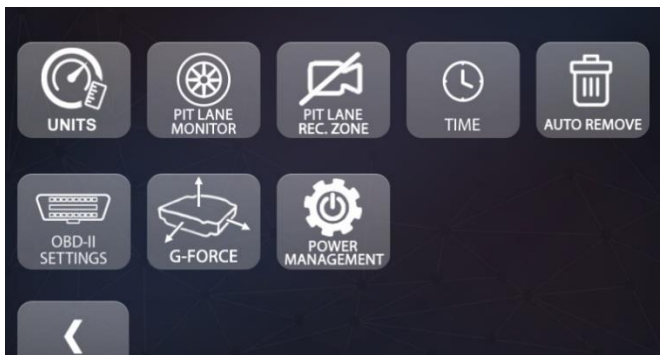 UNITS
PIT LANE
MONITOR
PIT LANE
REC. ZONE
TIME
AUTO REMOVE
OBD-II
SETTINGS
G-FORCE
POWER
MANAGEMENT